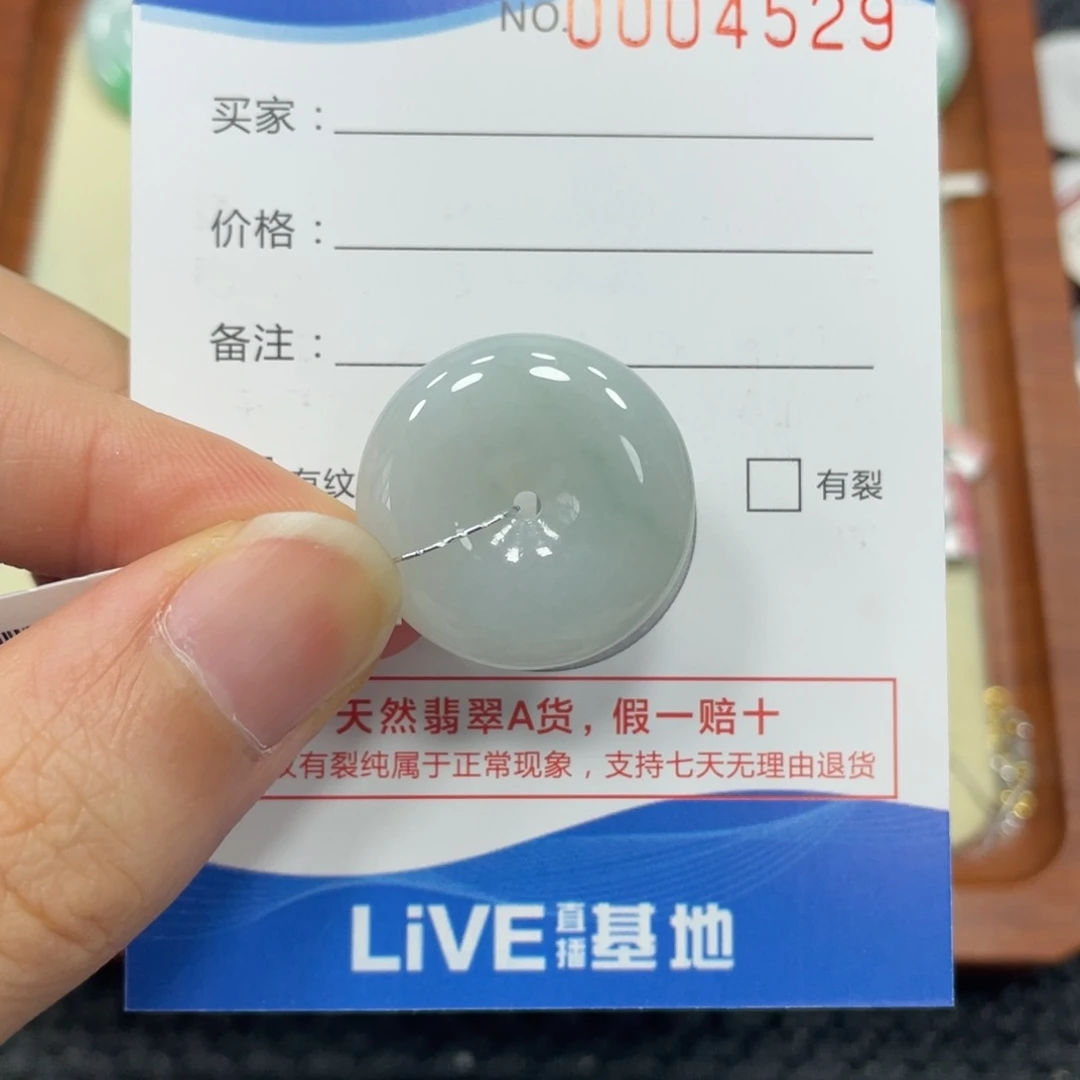 NO.0004529
买家：
价格：
备注：
有纹 有裂
天然翡翠A货，假一赔十
有裂纯属于正常现象，支持七天无理由退货
LiVE直播基地